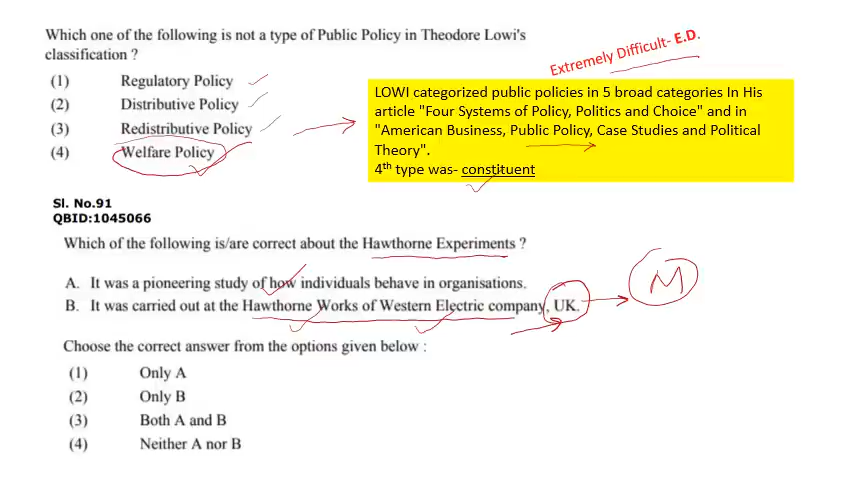 Which one of the following is not a type of Public Policy in Theodore Lowi's
classification ?
Extremely Difficult- E.D.
(1) Regulatory Policy
(2) Distributive Policy
(3) Redistributive Policy
(4) Welfare Policy
LOWI categorized public policies in 5 broad categories In His
article "Four Systems of Policy, Politics and Choice" and in
"American Business, Public Policy, Case Studies and Political
Theory".
4th type was- constituent
Sl. No.91
QBID:1045066
Which of the following is/are correct about the Hawthorne Experiments ?
A. It was a pioneering study of how individuals behave in organisations.
B. It was carried out at the Hawthorne Works of Western Electric company, UK.
M
Choose the correct answer from the options given below :
(1) Only A
(2) Only B
(3) Both A and B
(4) Neither A nor B